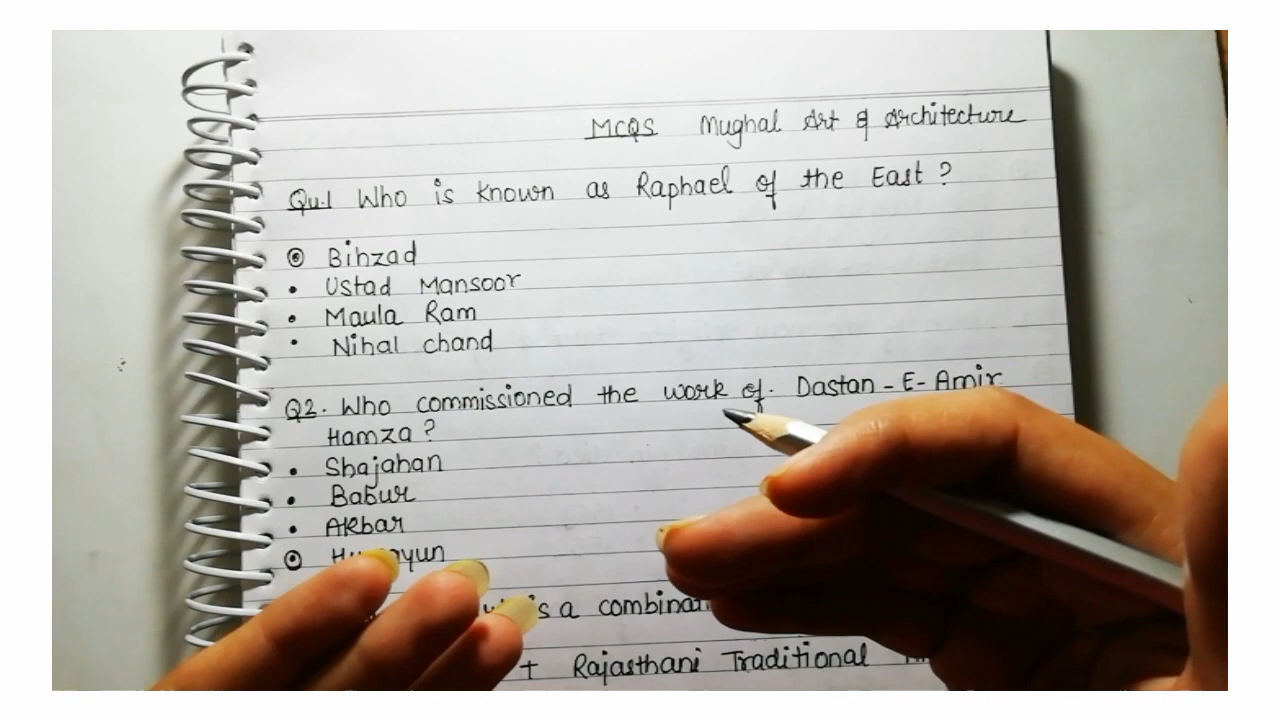 MCQS Mughal Art & Architecture
Qu.1 Who is known as Raphael of the East ?
Bihzad
• Ustad Mansoor
• Maula Ram
• Nihal chand
Q2. Who commissioned the work of. Dastan - E - Amir
Hamza ?
• Shajahan
• Babur
• Akbar
is a
+ Rajasthani Traditional